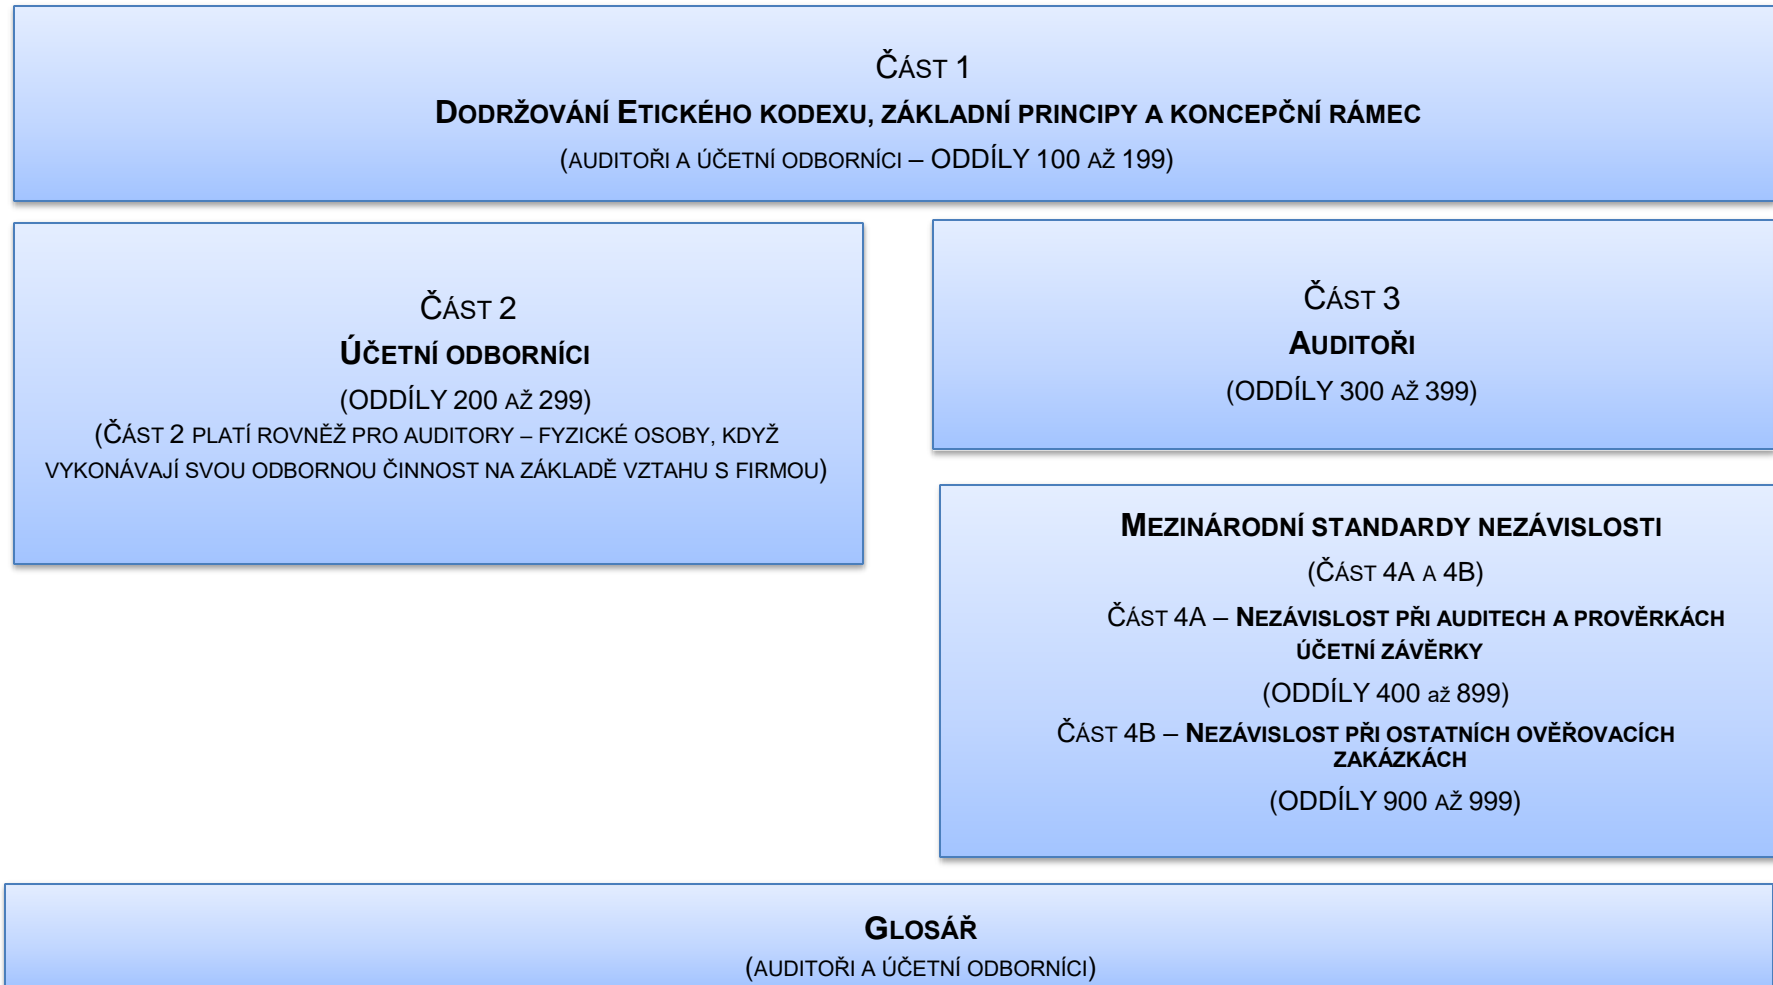 ČÁST 1
DODRŽOVÁNÍ ETICKÉHO KODEXU, ZÁKLADNÍ PRINCIPY A KONCEPČNÍ RÁMEC
(AUDITOŘI A ÚČETNÍ ODBORNÍCI – ODDÍLY 100 AŽ 199)
ČÁST 2
ÚČETNÍ ODBORNÍCI
(ODDÍLY 200 AŽ 299)
(ČÁST 2 PLATÍ ROVNĚŽ PRO AUDITORY – FYZICKÉ OSOBY, KDYŽ
VYKONÁVAJÍ SVOU ODBORNOU ČINNOST NA ZÁKLADĚ VZTAHU S FIRMOU)
ČÁST 3
AUDITOŘI
(ODDÍLY 300 AŽ 399)
MEZINÁRODNÍ STANDARDY NEZÁVISLOSTI
(ČÁST 4A A 4B)
ČÁST 4A – NEZÁVISLOST PŘI AUDITECH A PROVĚRKÁCH
ÚČETNÍ ZÁVĚRKY
(ODDÍLY 400 až 899)
ČÁST 4B – NEZÁVISLOST PŘI OSTATNÍCH OVĚŘOVACÍCH
ZAKÁZKÁCH
(ODDÍLY 900 AŽ 999)
GLOSÁŘ
(AUDITOŘI A ÚČETNÍ ODBORNÍCI)